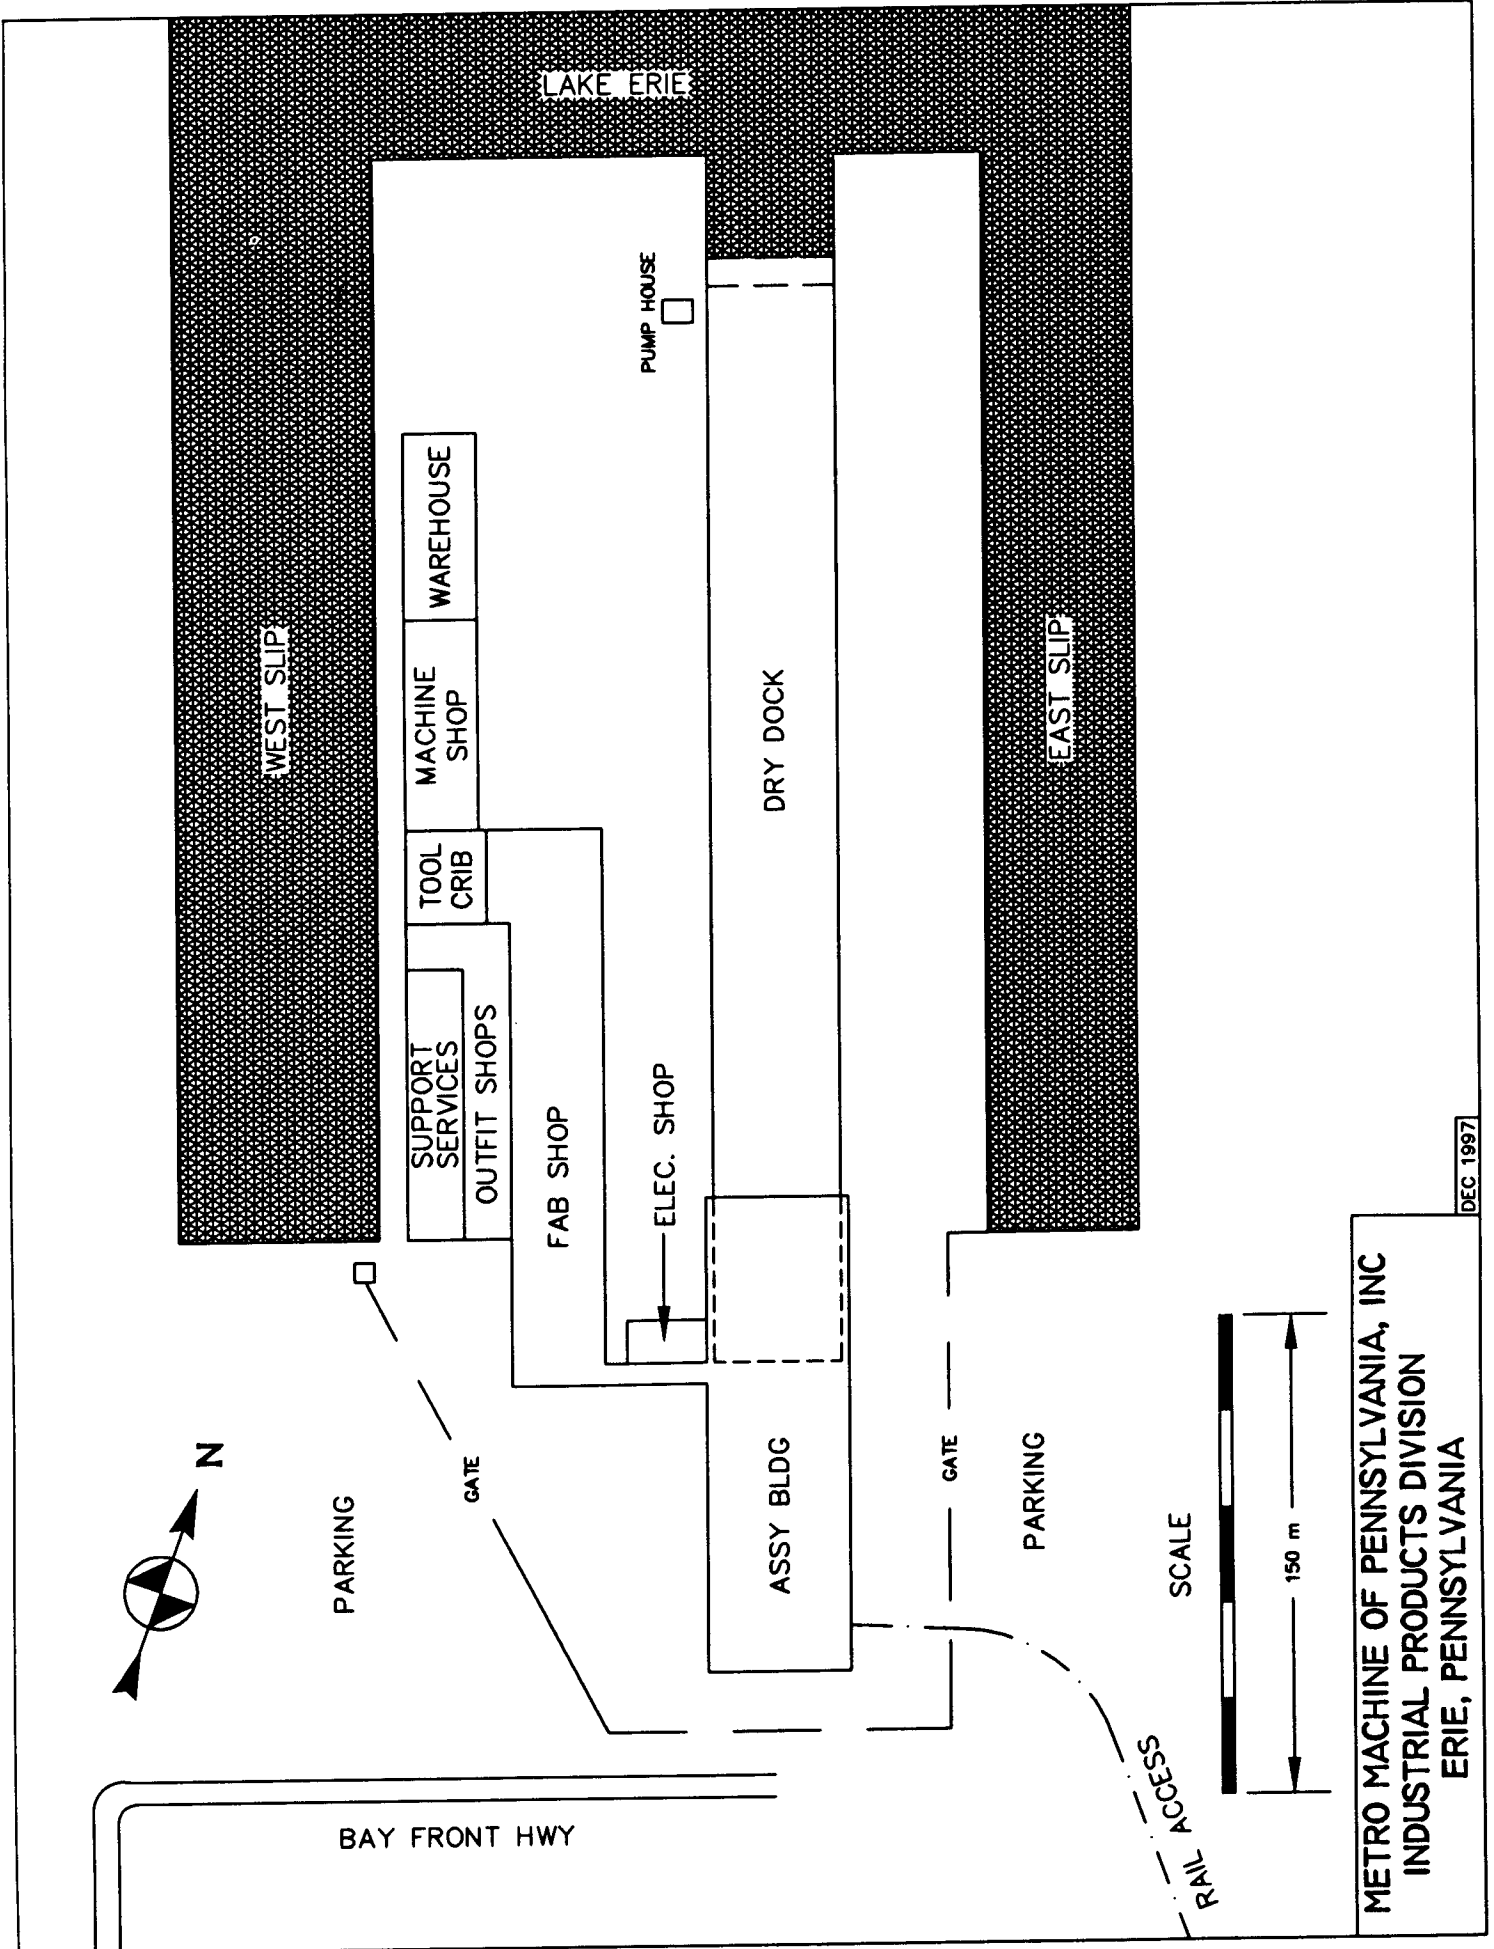 LAKE ERIE
PUMP HOUSE
WAREHOUSE
WEST SLIP
MACHINE
SHOP
DRY DOCK
EAST SLIP
TOOL
CRIB
SUPPORT
SERVICES
OUTFIT SHOPS
FAB SHOP
ELEC. SHOP
N
PARKING
GATE
ASSY BLDG
GATE
PARKING
SCALE
150 m
BAY FRONT HWY
RAIL ACCESS
DEC 1997
METRO MACHINE OF PENNSYLVANIA, INC
INDUSTRIAL PRODUCTS DIVISION
ERIE, PENNSYLVANIA